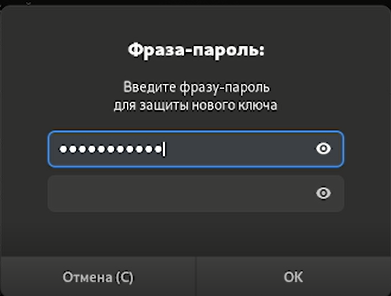 Фраза-пароль:
Введите фразу-пароль
для защиты нового ключа
●●●●●●●●●●●
Отмена (C)
OK